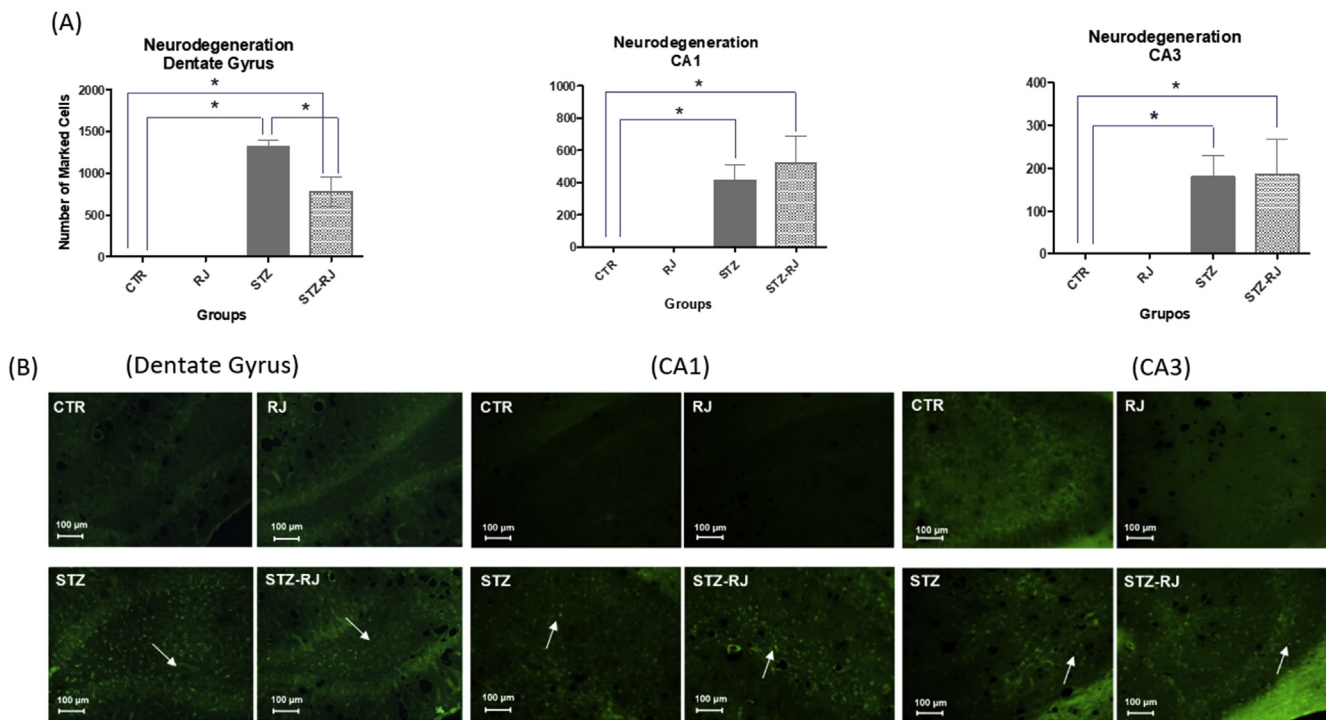 (A)
Neurodegeneration
Dentate Gyrus
Number of Marked Cells
2000
1500
1000
500
0
*
*
*
CTR
RJ
STZ
STZ-RJ
Groups
Neurodegeneration
CA1
1000
800
600
400
200
0
*
*
CTR
RJ
STZ
STZ-RJ
Groups
Neurodegeneration
CA3
400
300
200
100
0
*
*
CTR
RJ
STZ
STZ-RJ
Grupos
(B)
(Dentate Gyrus)
(CA1)
(CA3)
CTR
100 µm
RJ
100 µm
CTR
100 µm
RJ
100 µm
CTR
100 µm
RJ
100 µm
STZ
100 µm
STZ-RJ
100 µm
STZ
100 µm
STZ-RJ
100 µm
STZ
100 µm
STZ-RJ
100 µm